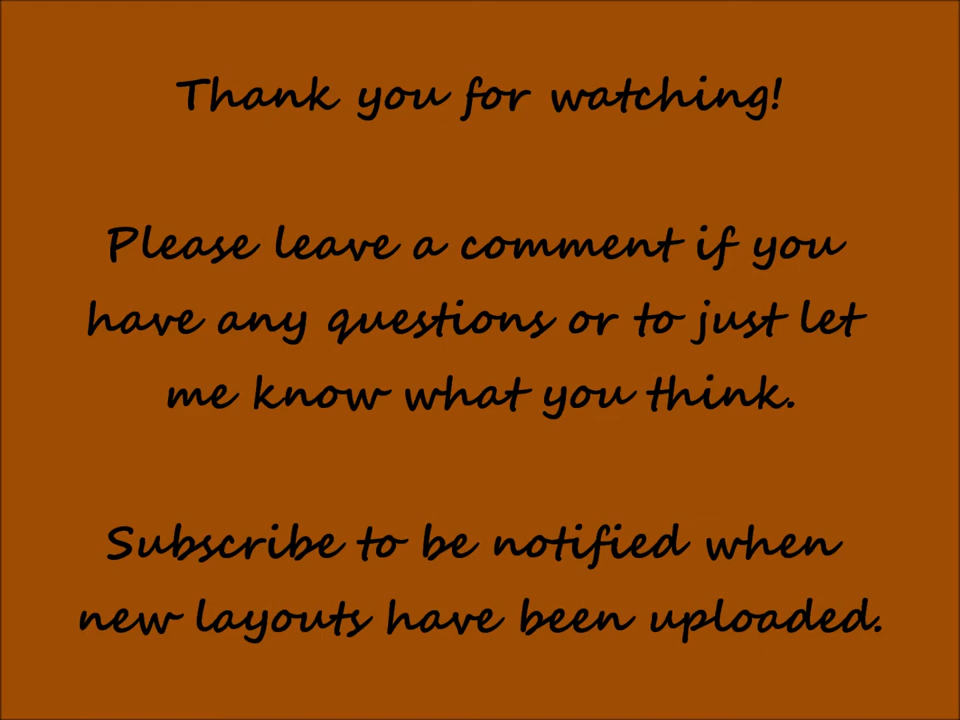 Thank you for watching!
Please leave a comment if you
have any questions or to just let
me know what you think.
Subscribe to be notified when
new layouts have been uploaded.